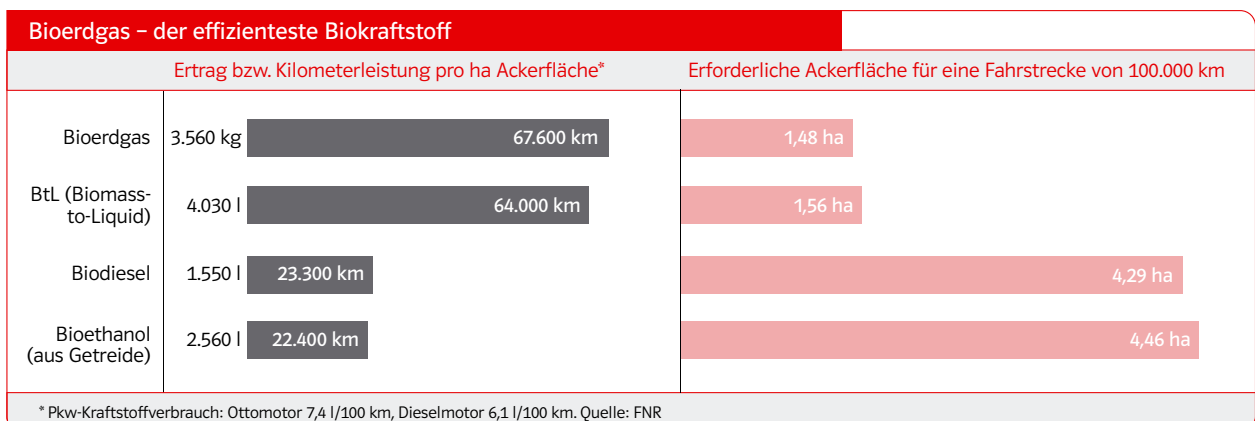 Bioerdgas – der effizienteste Biokraftstoff
Ertrag bzw. Kilometerleistung pro ha Ackerfläche* Erforderliche Ackerfläche für eine Fahrstrecke von 100.000 km
Bioerdgas 3.560 kg 67.600 km 1,48 ha
BtL (Biomass-
to-Liquid) 4.030 l 64.000 km 1,56 ha
Biodiesel 1.550 l 23.300 km 4,29 ha
Bioethanol
(aus Getreide) 2.560 l 22.400 km 4,46 ha
* Pkw-Kraftstoffverbrauch: Ottomotor 7,4 l/100 km, Dieselmotor 6,1 l/100 km. Quelle: FNR